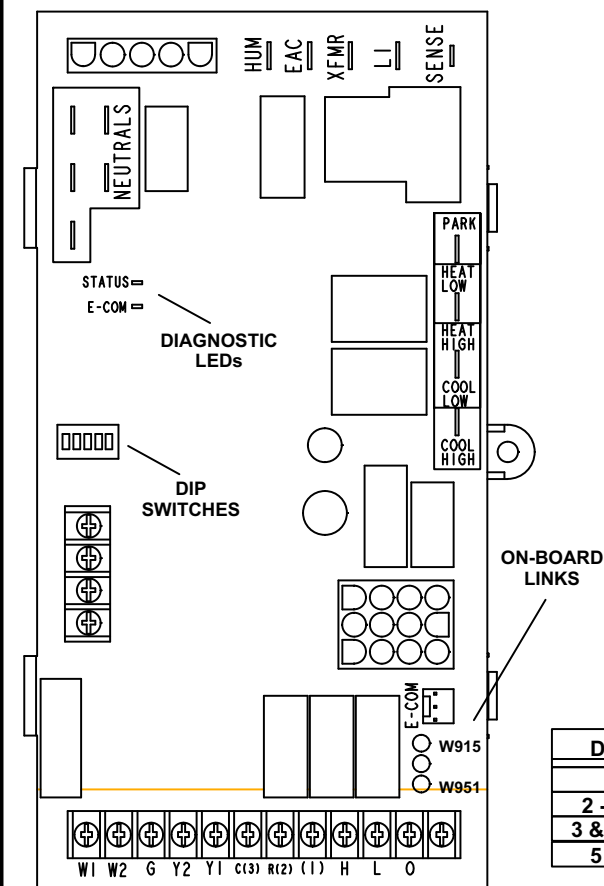 HUM
EAC
XFMR
LI
SENSE
NEUTRALS
PARK
HEAT
LOW
HEAT
HIGH
COOL
LOW
COOL
HIGH
STATUS
E-COM
DIAGNOSTIC
LEDs
DIP
SWITCHES
ON-BOARD
LINKS
E-COM
W915
W951
D
2 -
3 &
5
W1 W2 G Y2 Y1 C(3) R(2) (1) H L O